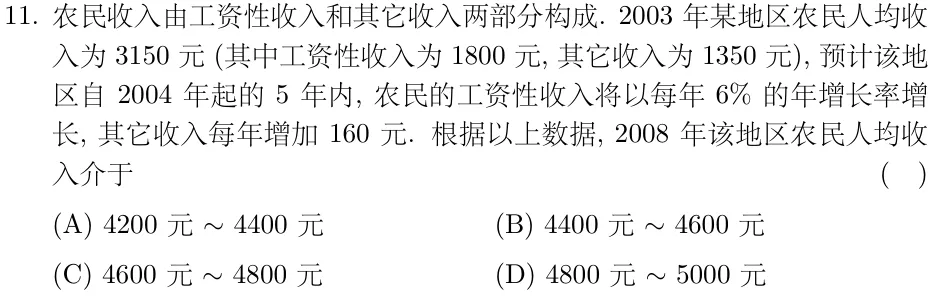 11. 农民收入由工资性收入和其它收入两部分构成. 2003 年某地区农民人均收
入为 3150 元 (其中工资性收入为 1800 元, 其它收入为 1350 元), 预计该地
区自 2004 年起的 5 年内, 农民的工资性收入将以每年 6% 的年增长率增
长, 其它收入每年增加 160 元. 根据以上数据, 2008 年该地区农民人均收
入介于 ( )
(A) 4200 元 ~ 4400 元 (B) 4400 元 ~ 4600 元
(C) 4600 元 ~ 4800 元 (D) 4800 元 ~ 5000 元